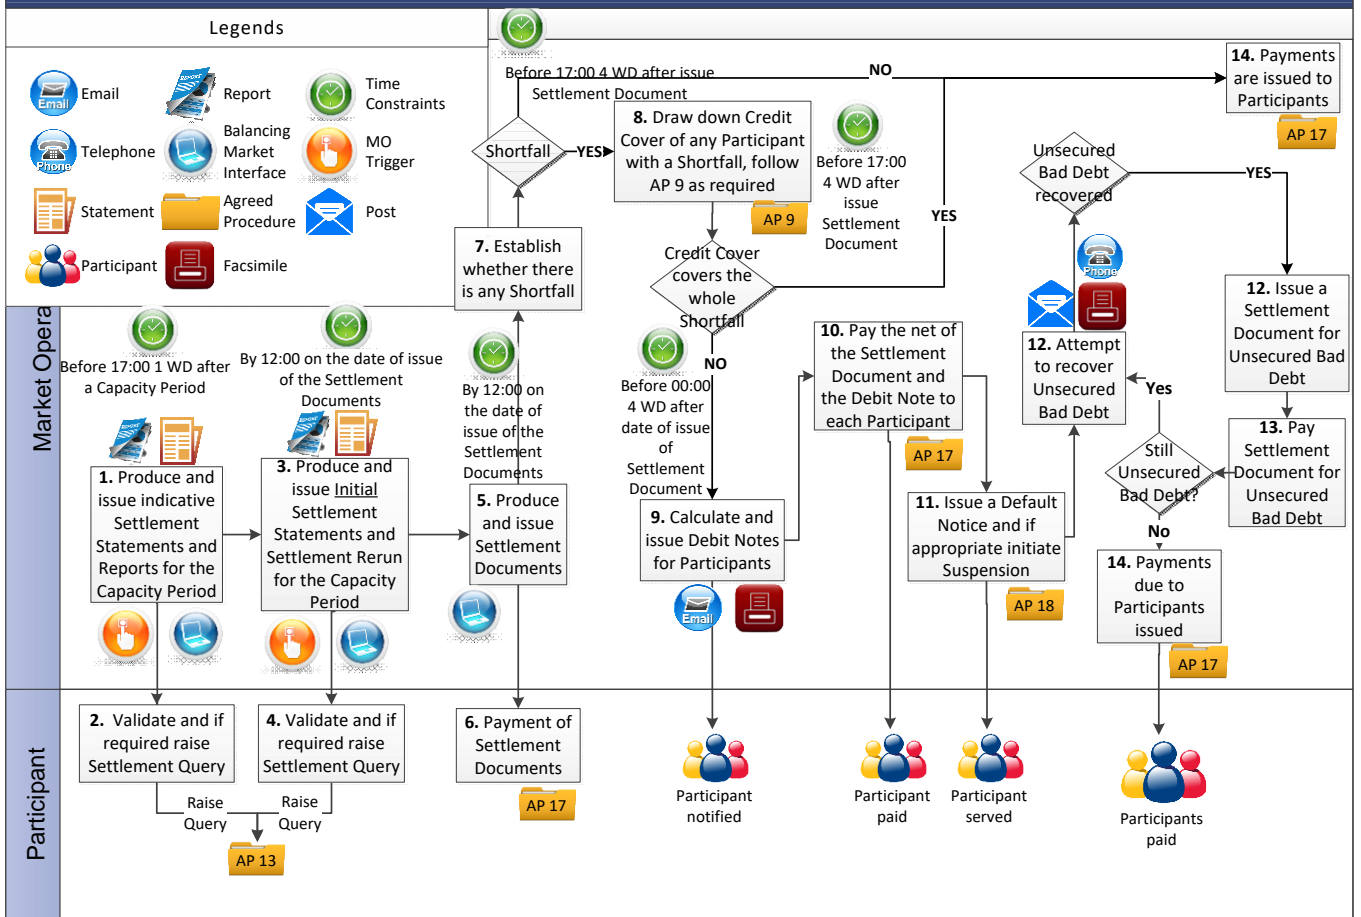 Legends
Email
Email
Report
Time
Constraints
Phone
Telephone
Balancing
Market
Interface
MO
Trigger
Statement
Agreed
Procedure
Post
Participant
Facsimile
Market Opera
Participant
Before 17:00 1 WD after
a Capacity Period
1. Produce and
issue indicative
Settlement
Statements and
Reports for the
Capacity Period
2. Validate and if
required raise
Settlement Query
Raise
Query
AP 13
By 12:00 on the date of issue
of the Settlement
Documents
3. Produce and
issue Initial
Settlement
Statements and
Settlement Rerun
for the Capacity
Period
4. Validate and if
required raise
Settlement Query
Raise
Query
By 12:00 on
the date of
issue of the
Settlement
Documents
5. Produce
and issue
Settlement
Documents
6. Payment of
Settlement
Documents
AP 17
7. Establish
whether there
is any Shortfall
Shortfall
YES
NO
Before 17:00 4 WD after issue
Settlement Document
8. Draw down Credit
Cover of any Participant
with a Shortfall, follow
AP 9 as required
AP 9
Before 17:00
4 WD after
issue
Settlement
Document
Credit Cover
covers the
whole
Shortfall
YES
NO
Before 00:00
4 WD after
date of issue
of
Settlement
Document
9. Calculate and
issue Debit Notes
for Participants
Email
Participant
notified
10. Pay the net of
the Settlement
Document and
the Debit Note to
each Participant
AP 17
Participant
paid
11. Issue a Default
Notice and if
appropriate initiate
Suspension
AP 18
Participant
served
12. Attempt
to recover
Unsecured
Bad Debt
Phone
Unsecured
Bad Debt
recovered
YES
12. Issue a
Settlement
Document for
Unsecured Bad
Debt
13. Pay
Settlement
Document for
Unsecured
Bad Debt
Still
Unsecured
Bad Debt?
Yes
No
14. Payments
due to
Participants
issued
AP 17
Participants
paid
14. Payments
are issued to
Participants
AP 17